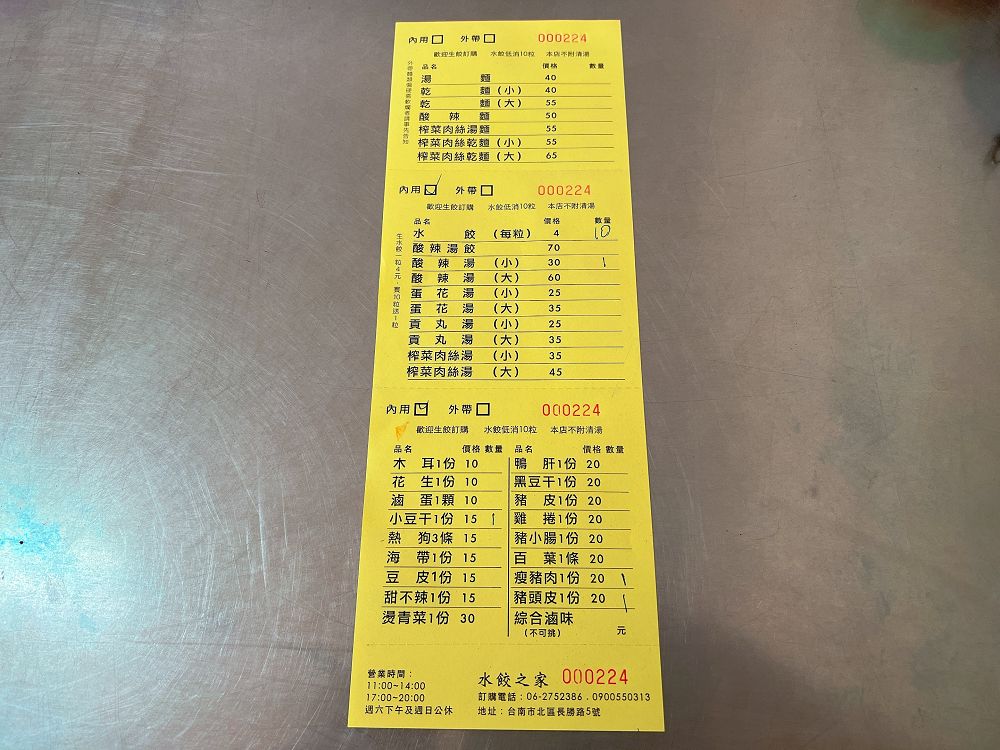 內用☐ 外帶☐ 000224
歡迎生餃訂購 水餃低消10粒 本店不附清湯
品名 價格 數量
湯麵 40
乾麵(小) 40
乾麵(大) 55
酸辣麵 50
榨菜肉絲湯麵 55
榨菜肉絲乾麵(小) 55
榨菜肉絲乾麵(大) 65
內用☑ 外帶☐ 000224
歡迎生餃訂購 水餃低消10粒 本店不附清湯
生水餃一粒4元,買10粒送1粒
品名 價格 數量
水餃(每粒) 4 10
酸辣湯餃 70
酸辣湯(小) 30 1
酸辣湯(大) 60
蛋花湯(小) 25
蛋花湯(大) 35
貢丸湯(小) 25
貢丸湯(大) 35
榨菜肉絲湯(小) 35
榨菜肉絲湯(大) 45
內用☑ 外帶☐ 000224
歡迎生餃訂購 水餃低消10粒 本店不附清湯
品名 價格 數量 品名 價格 數量
木耳1份 10 鴨肝1份 20
花生1份 10 黑豆干1份 20
滷蛋1顆 10 豬皮1份 20
小豆干1份 15 1 雞捲1份 20
熱狗3條 15 豬小腸1份 20
海帶1份 15 百葉1條 20
豆皮1份 15 瘦豬肉1份 20 1
甜不辣1份 15 豬頭皮1份 20 1
燙青菜1份 30 綜合滷味
(不可挑) 元
營業時間:
11:00~14:00
17:00~20:00
週六下午及週日公休
水餃之家 000224
訂購電話:06-2752386.0900550313
地址:台南市北區長勝路5號